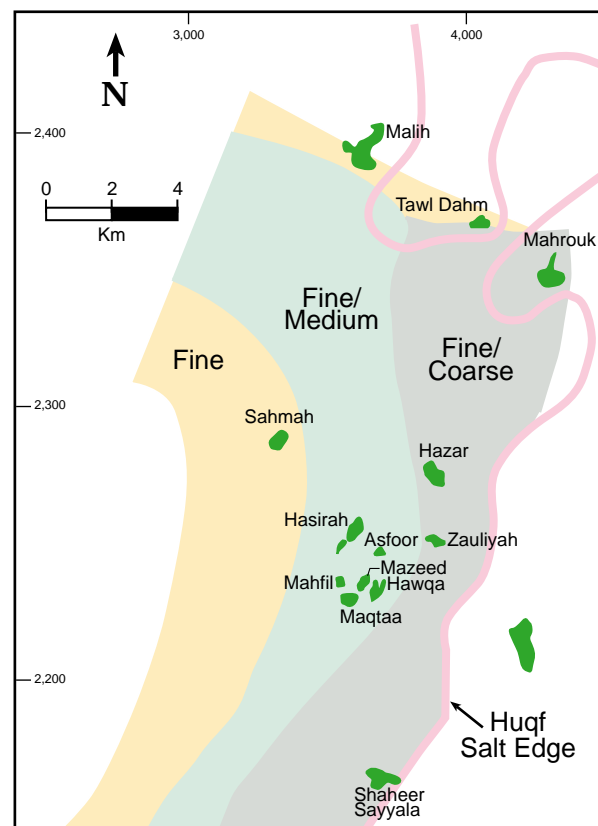 3,000
4,000
N
2,400
Malih
0 2 4
Km
Tawl Dahm
Mahrouk
Fine/
Medium
Fine
Fine/
Coarse
2,300
Sahmah
Hazar
Hasirah
Asfoor
Zauliyah
Mazeed
Mahfil
Hawqa
Maqtaa
2,200
Huqf
Salt Edge
Shaheer
Sayyala